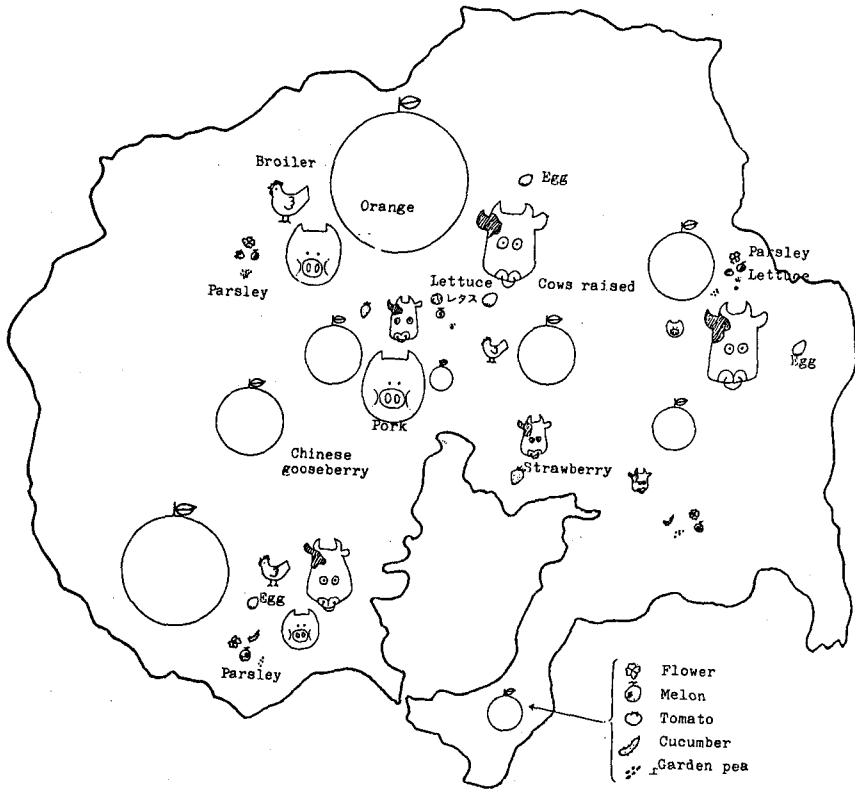 Broiler
Egg
Orange
Parsley
Lettuce
Parsley
Lettuce
レタス
Cows raised
Egg
Pork
Chinese
gooseberry
Strawberry
Egg
Parsley
Flower
Melon
Tomato
Cucumber
Garden pea